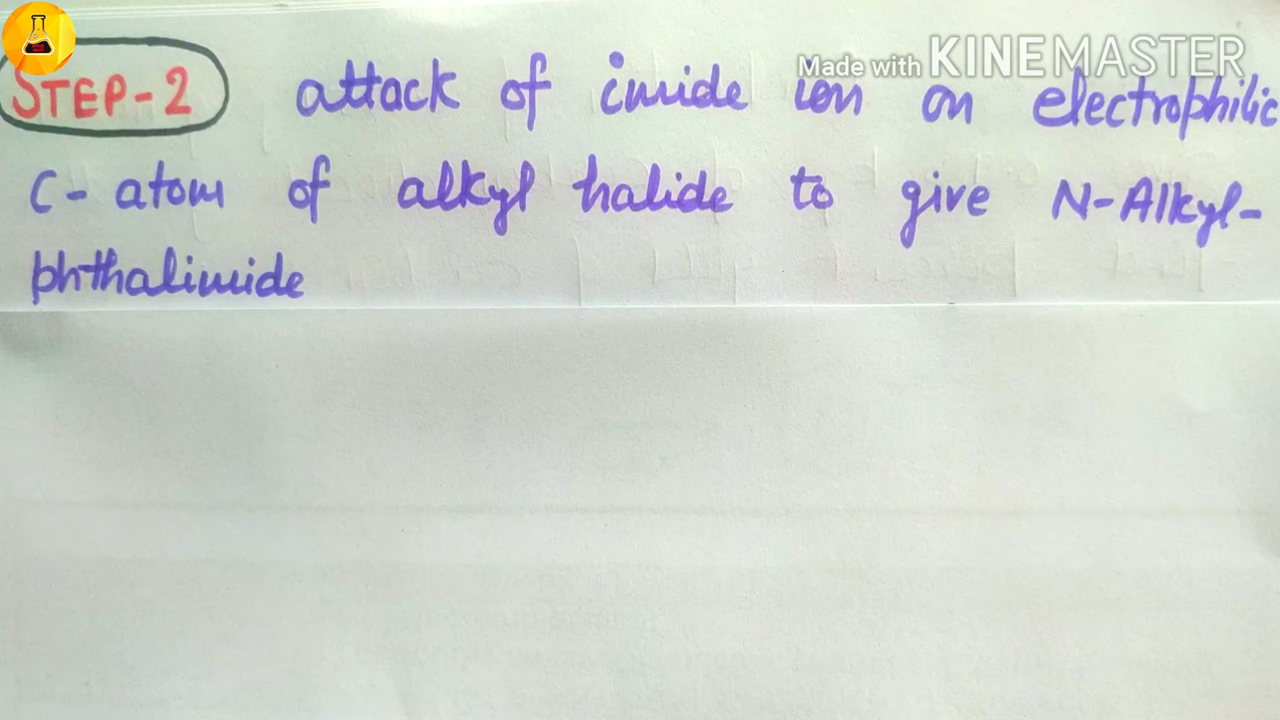 Made with KINEMASTER
STEP-2 attack of imide ion on electrophilic
C-atom of alkyl halide to give N-Alkyl-
phthalimide